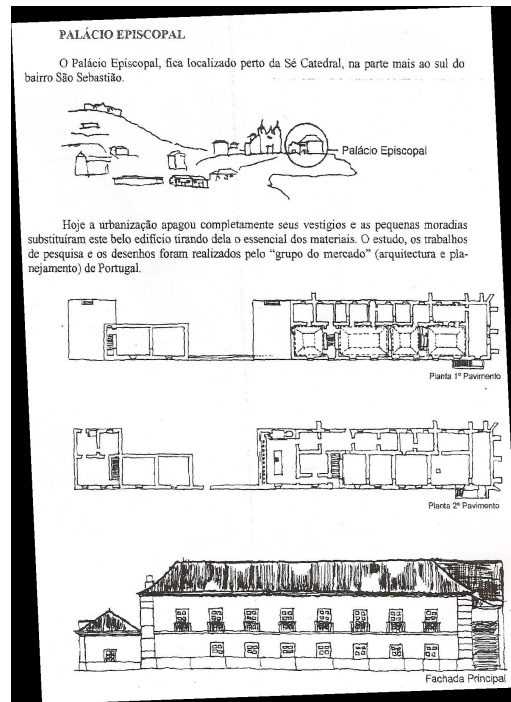 PALÁCIO EPISCOPAL
O Palácio Episcopal, fica localizado perto da Sé Catedral, na parte mais ao sul do
bairro São Sebastião.
Palácio Episcopal
Hoje a urbanização apagou completamente seus vestígios e as pequenas moradias
substituíram este belo edifício tirando dela o essencial dos materiais. O estudo, os trabalhos
de pesquisa e os desenhos foram realizados pelo “grupo do mercado” (arquitectura e pla-
nejamento) de Portugal.
Planta 1º Pavimento
Planta 2º Pavimento
Fachada Principal